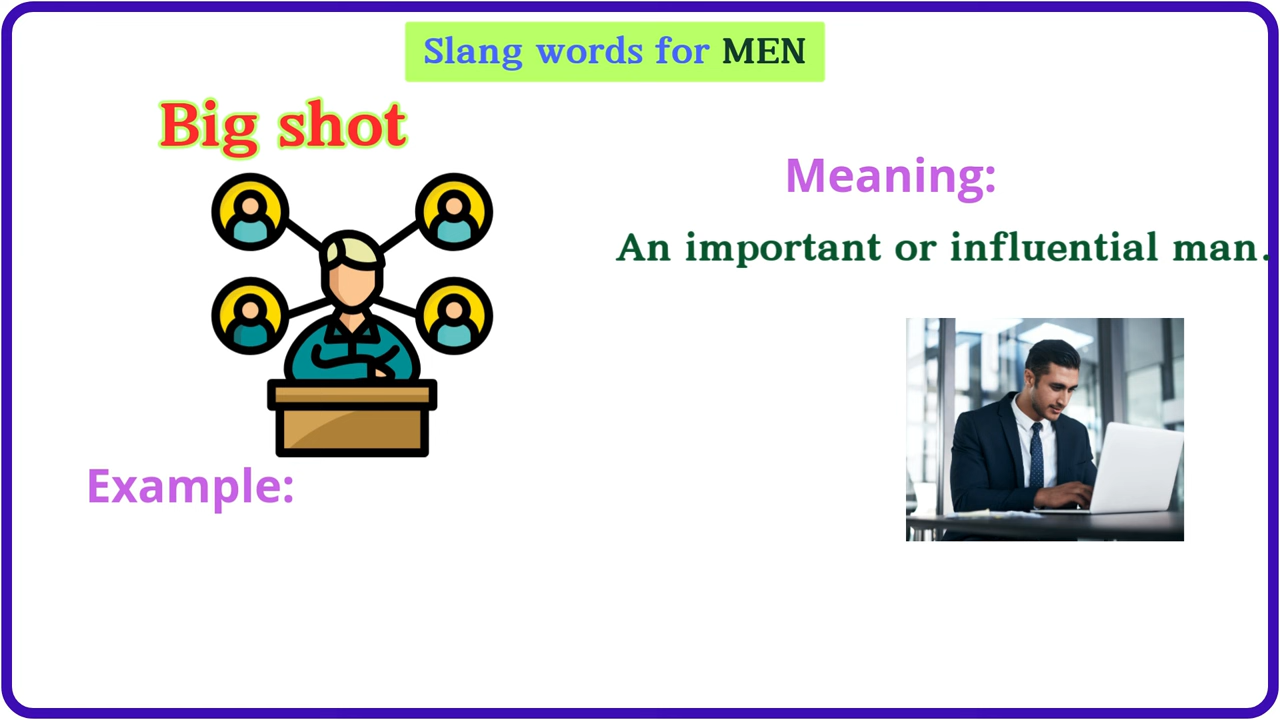 Slang words for MEN
Big shot
Meaning:
An important or influential man.
Example: